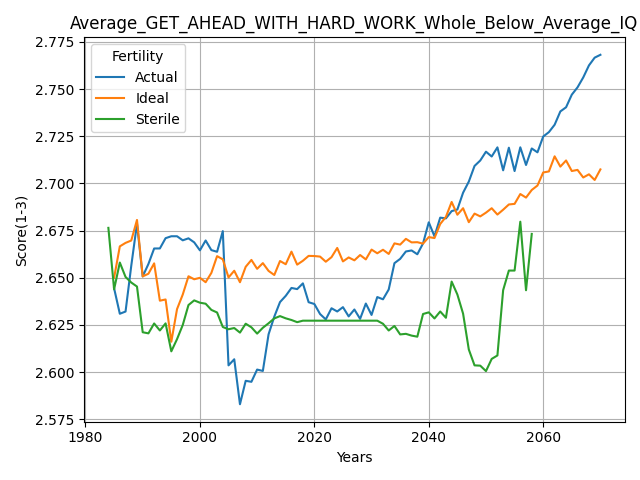 Average_GET_AHEAD_WITH_HARD_WORK_Whole_Below_Average_IQ
Fertility
Actual
Ideal
Sterile
Score(1-3)
2.775
2.750
2.725
2.700
2.675
2.650
2.625
2.600
2.575
1980
2000
2020
2040
2060
Years